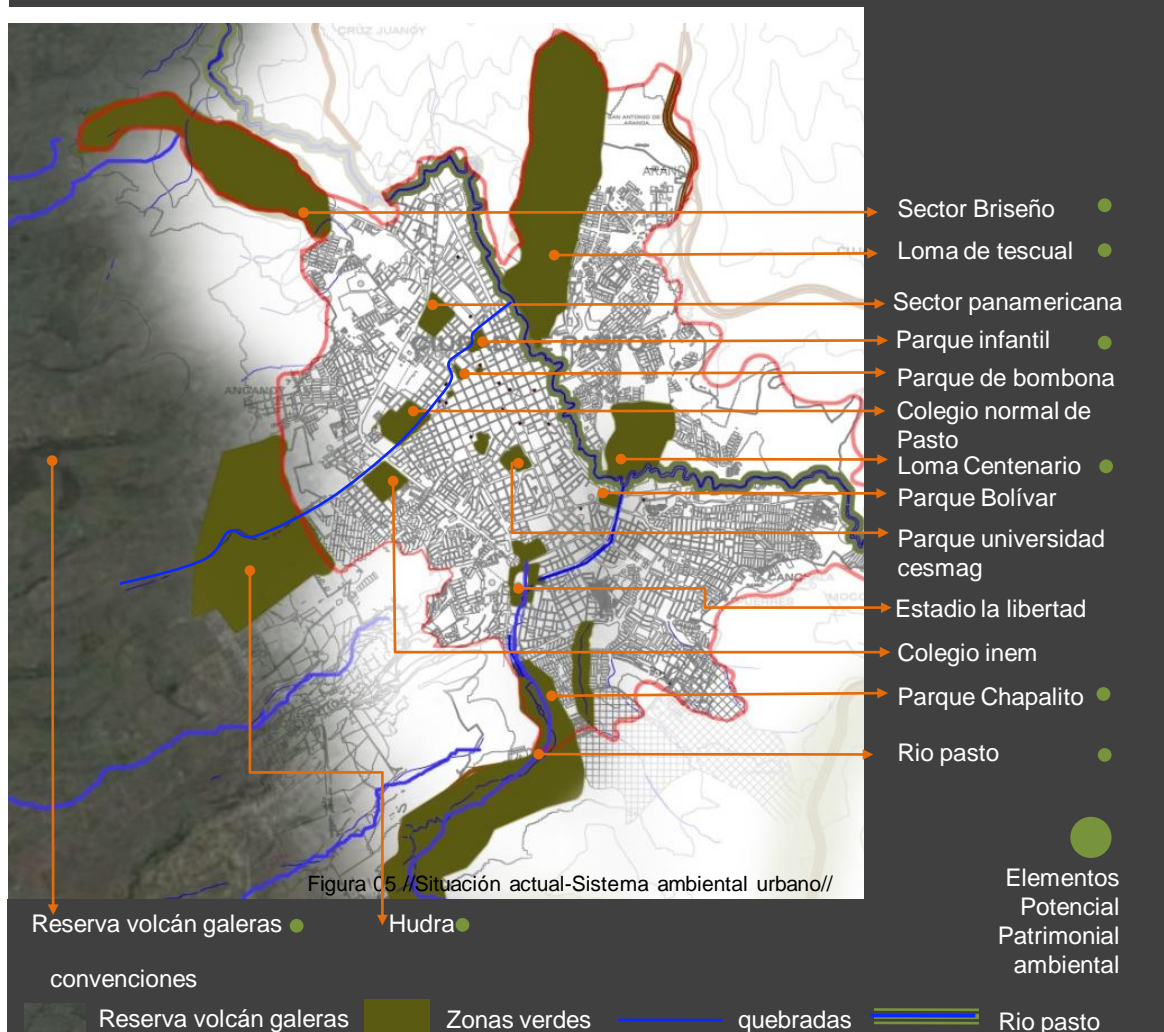 CRUZ JUANOY
SAN ANTONIO DE
ARANDA
ARAND
ANGANOY
Sector Briseño
Loma de tescual
Sector panamericana
Parque infantil
Parque de bombona
Colegio normal de
Pasto
Loma Centenario
Parque Bolívar
Parque universidad
cesmag
Estadio la libertad
Colegio inem
Parque Chapalito
Rio pasto
Figura 05 //Situación actual-Sistema ambiental urbano//
Elementos
Potencial
Patrimonial
ambiental
Reserva volcán galeras
Hudra
convenciones
Reserva volcán galeras
Zonas verdes
quebradas
Rio pasto